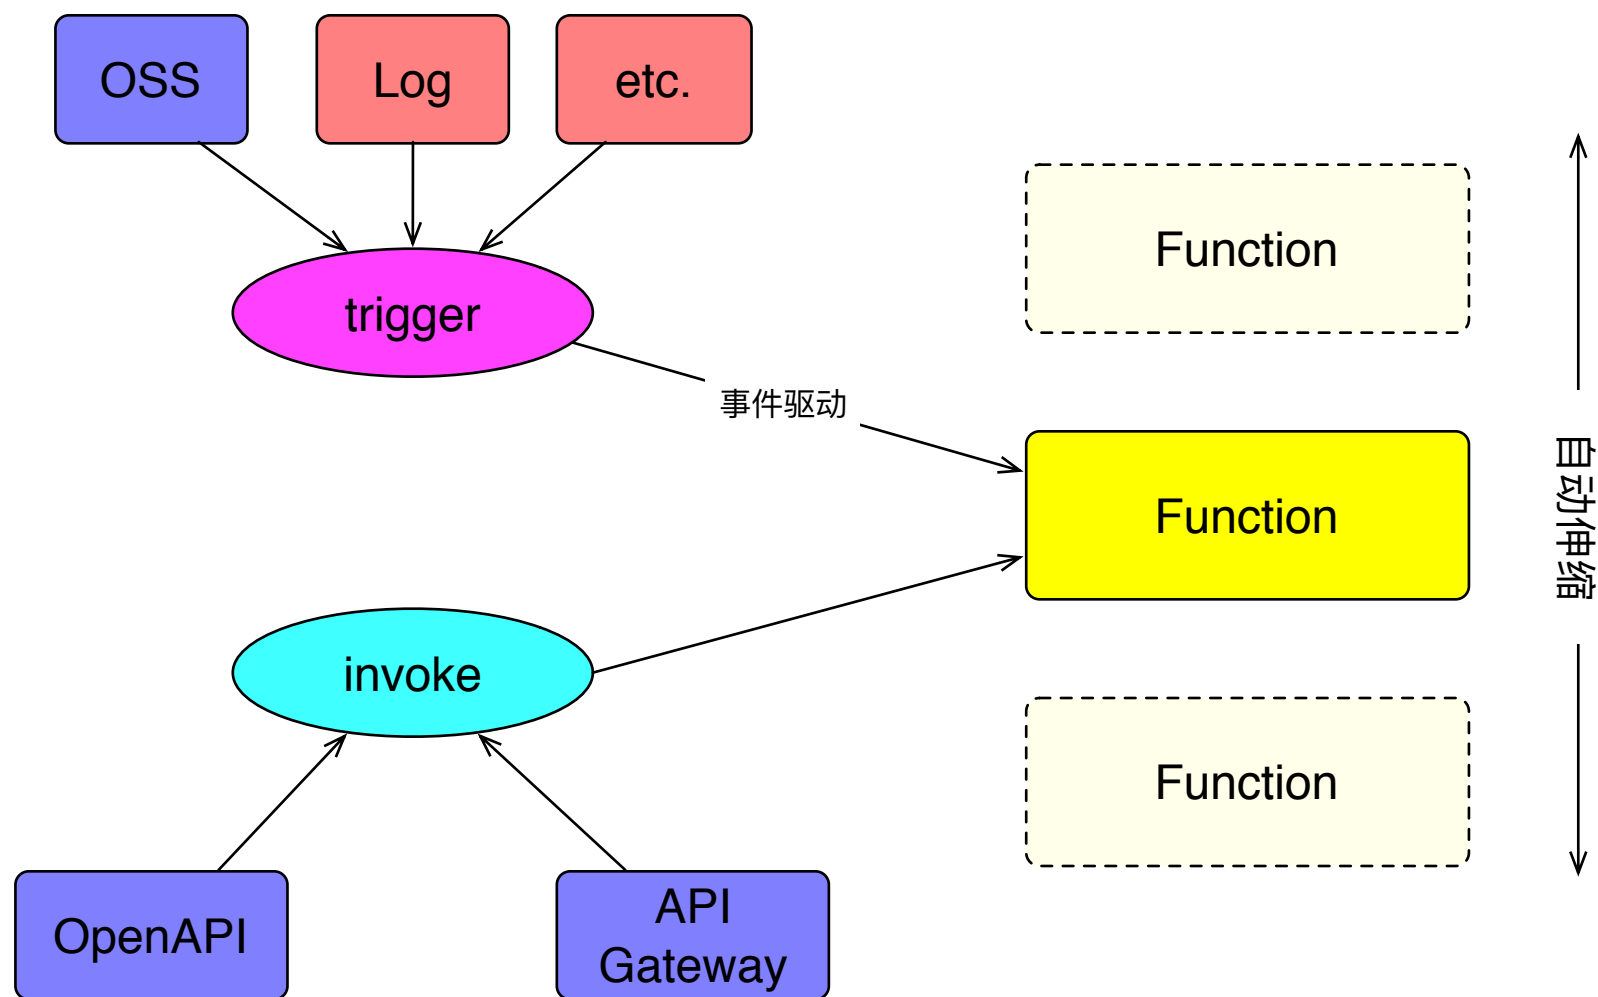 OSS
Log
etc.
trigger
事件驱动
Function
Function
Function
自动伸缩
invoke
OpenAPI
API
Gateway